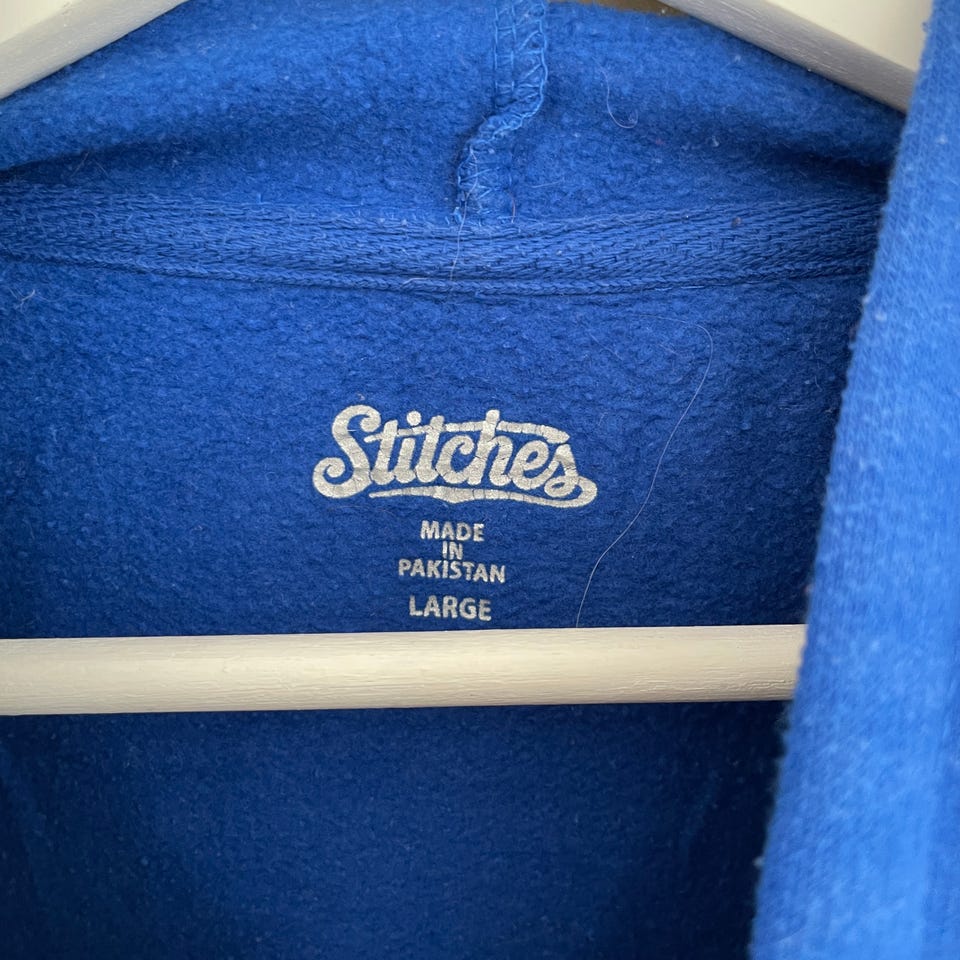 Stitches
MADE
IN
PAKISTAN
LARGE